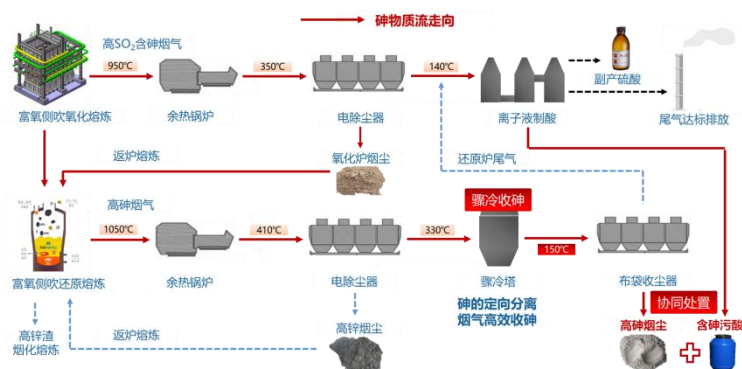 砷物质流走向
高SO₂含砷烟气
950℃
350℃
140℃
副产硫酸
富氧侧吹氧化熔炼
余热锅炉
电除尘器
离子液制酸
尾气达标排放
返炉熔炼
氧化炉烟尘
还原炉尾气
高砷烟气
骤冷收砷
1050℃
410℃
330℃
150℃
富氧侧吹还原熔炼
余热锅炉
电除尘器
骤冷塔
布袋收尘器
砷的定向分离
烟气高效收砷
协同处置
高锌渣
烟化熔炼
返炉熔炼
高锌烟尘
高砷烟尘
含砷污酸